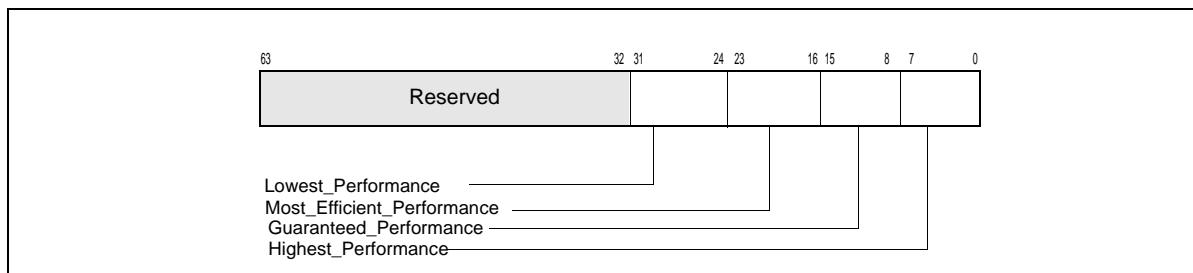 63 32 31 24 23 16 15 8 7 0
Reserved
Lowest_Performance
Most_Efficient_Performance
Guaranteed_Performance
Highest_Performance